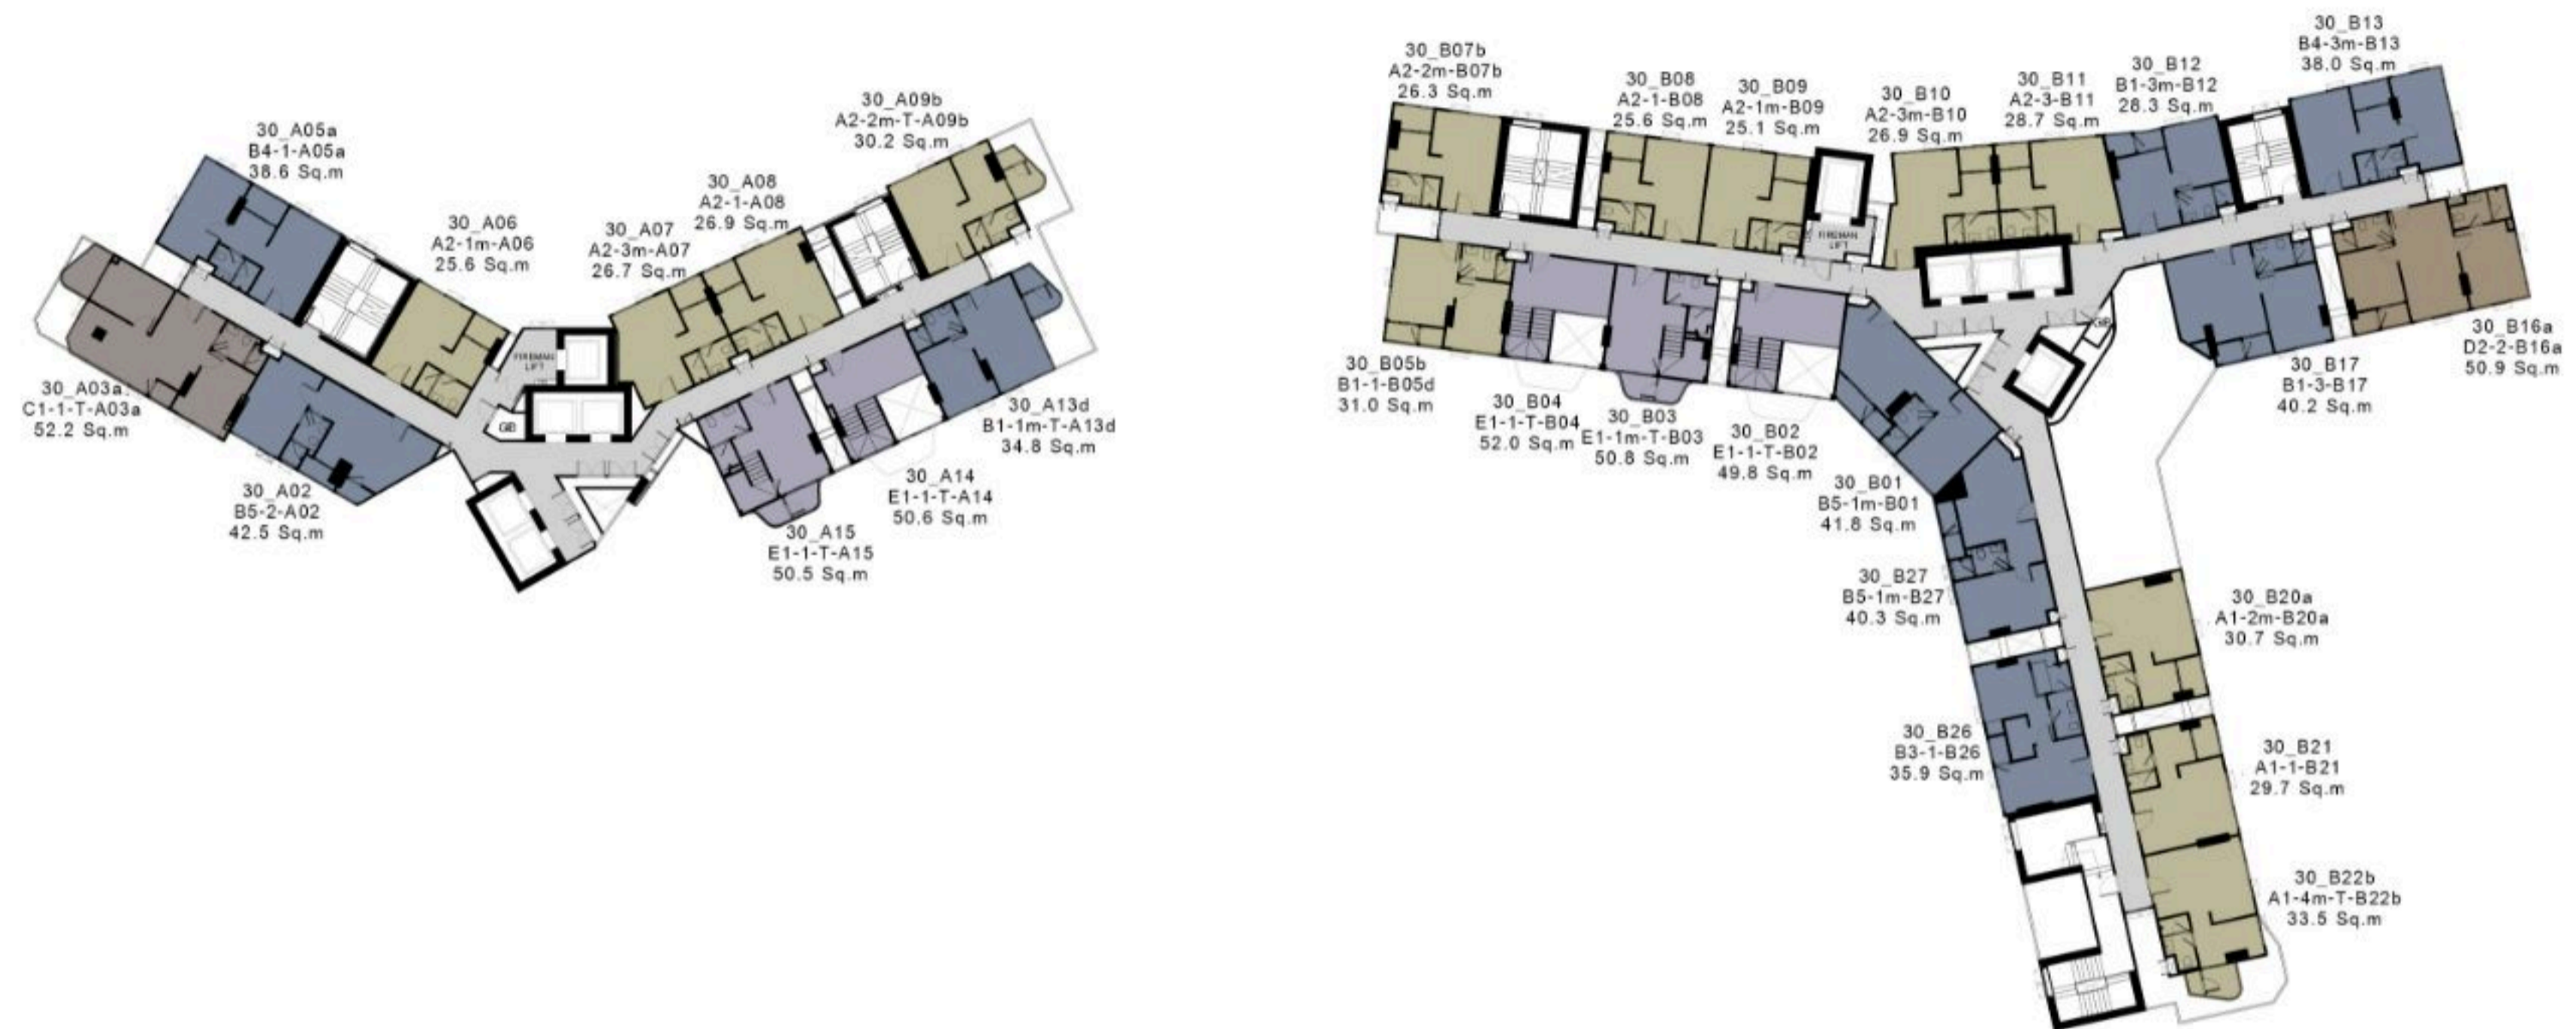 30_A05a
B4-1-A05a
38.6 Sq.m
30_A06
A2-1m-A06
25.6 Sq.m
30_A07
A2-3m-A07
26.7 Sq.m
30_A08
A2-1-A08
26.9 Sq.m
30_A09b
A2-2m-T-A09b
30.2 Sq.m
30_A03a
C1-1-T-A03a
52.2 Sq.m
30_A02
B5-2-A02
42.5 Sq.m
FIREMAN
LIFT
GB
30_A15
E1-1-T-A15
50.5 Sq.m
30_A14
E1-1-T-A14
50.6 Sq.m
30_A13d
B1-1m-T-A13d
34.8 Sq.m
30_B07b
A2-2m-B07b
26.3 Sq.m
30_B08
A2-1-B08
25.6 Sq.m
30_B09
A2-1m-B09
25.1 Sq.m
30_B10
A2-3m-B10
26.9 Sq.m
30_B11
A2-3-B11
28.7 Sq.m
30_B12
B1-3m-B12
28.3 Sq.m
30_B13
B4-3m-B13
38.0 Sq.m
FIREMAN
LIFT
GB
30_B05b
B1-1-B05d
31.0 Sq.m
30_B04
E1-1-T-B04
52.0 Sq.m
30_B03
E1-1m-T-B03
50.8 Sq.m
30_B02
E1-1-T-B02
49.8 Sq.m
30_B01
B5-1m-B01
41.8 Sq.m
30_B17
B1-3-B17
40.2 Sq.m
30_B16a
D2-2-B16a
50.9 Sq.m
30_B27
B5-1m-B27
40.3 Sq.m
30_B20a
A1-2m-B20a
30.7 Sq.m
30_B26
B3-1-B26
35.9 Sq.m
30_B21
A1-1-B21
29.7 Sq.m
30_B22b
A1-4m-T-B22b
33.5 Sq.m